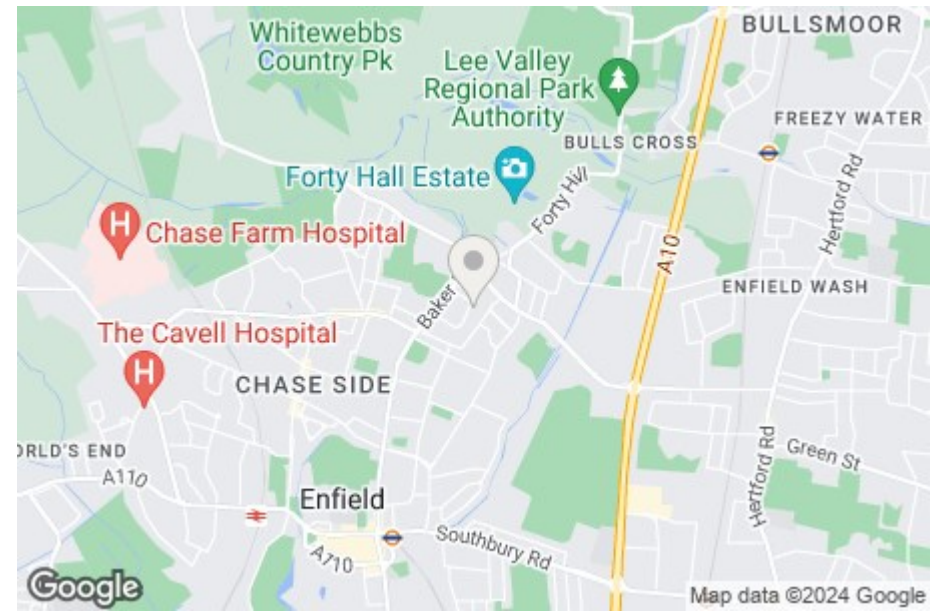 BULLSMOOR
Whitewebbs
Country Pk
Lee Valley
Regional Park
Authority
FREEZY WATER
BULLS CROSS
Forty Hall Estate
Hertford Rd
Forty Hill
H
Chase Farm Hospital
A10
ENFIELD WASH
Baker
The Cavell Hospital
H
CHASE SIDE
ORLD'S END
Green St
A110
Hertford Rd
Enfield
Southbury Rd
A710
Google
Map data ©2024 Google